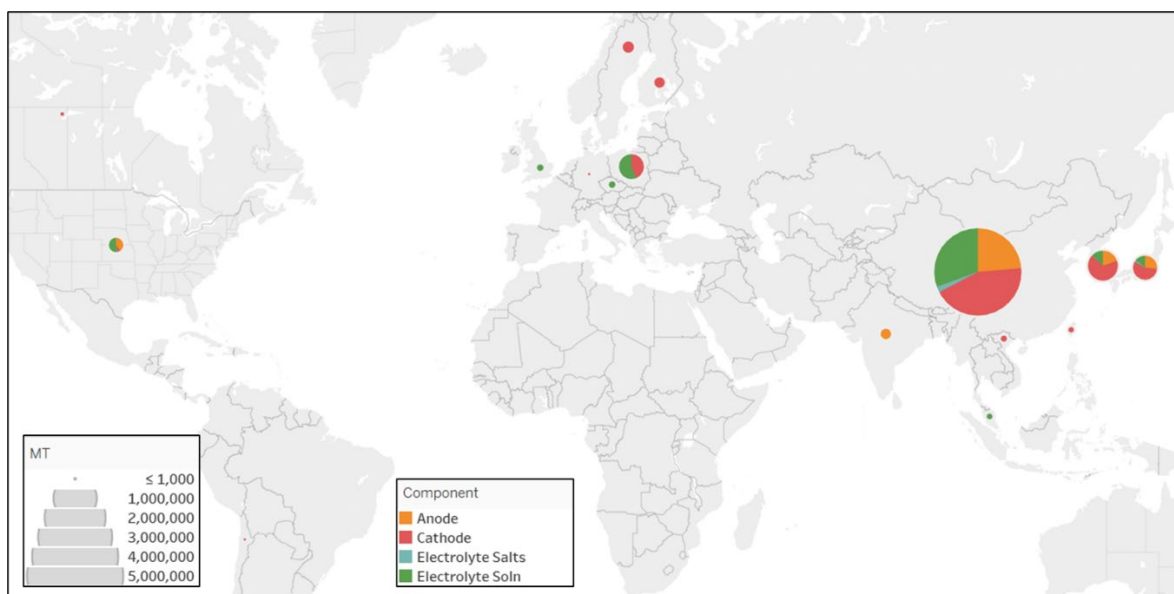 MT
≤ 1,000
1,000,000
2,000,000
3,000,000
4,000,000
5,000,000
Component
Anode
Cathode
Electrolyte Salts
Electrolyte Soln